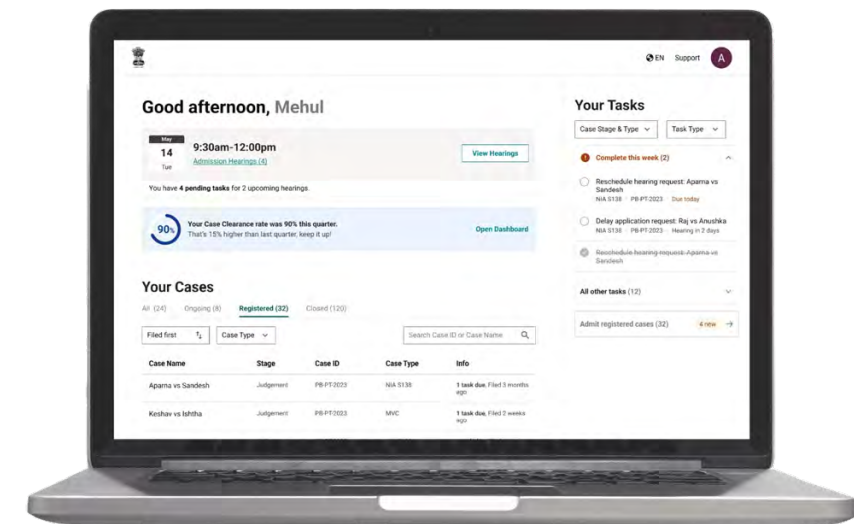 EN Support A
Good afternoon, Mehul
May
14
Tue
9:30am-12:00pm
Admission Hearings (4)
View Hearings
You have 4 pending tasks for 2 upcoming hearings.
90%
Your Case Clearance rate was 90% this quarter.
That's 15% higher than last quarter, keep it up!
Open Dashboard
Your Cases
All (24) Ongoing (8) Registered (32) Closed (120)
Filed first Case Type Search Case ID or Case Name
Case Name Stage Case ID Case Type Info
Aparna vs Sandesh Judgement PB-PT-2023 NIA S138 1 task due, Filed 3 months
ago
Keshav vs Ishtha Judgement PB-PT-2023 MVC 1 task due, Filed 2 weeks
ago
Your Tasks
Case Stage & Type Task Type
Complete this week (2)
Reschedule hearing request: Aparna vs
Sandesh
NIA S138 PB-PT-2023 Due today
Delay application request: Raj vs Anushka
NIA S138 PB-PT-2023 Hearing in 2 days
Reschedule hearing request: Aparna vs
Sandesh
All other tasks (12)
Admit registered cases (32) 4 new